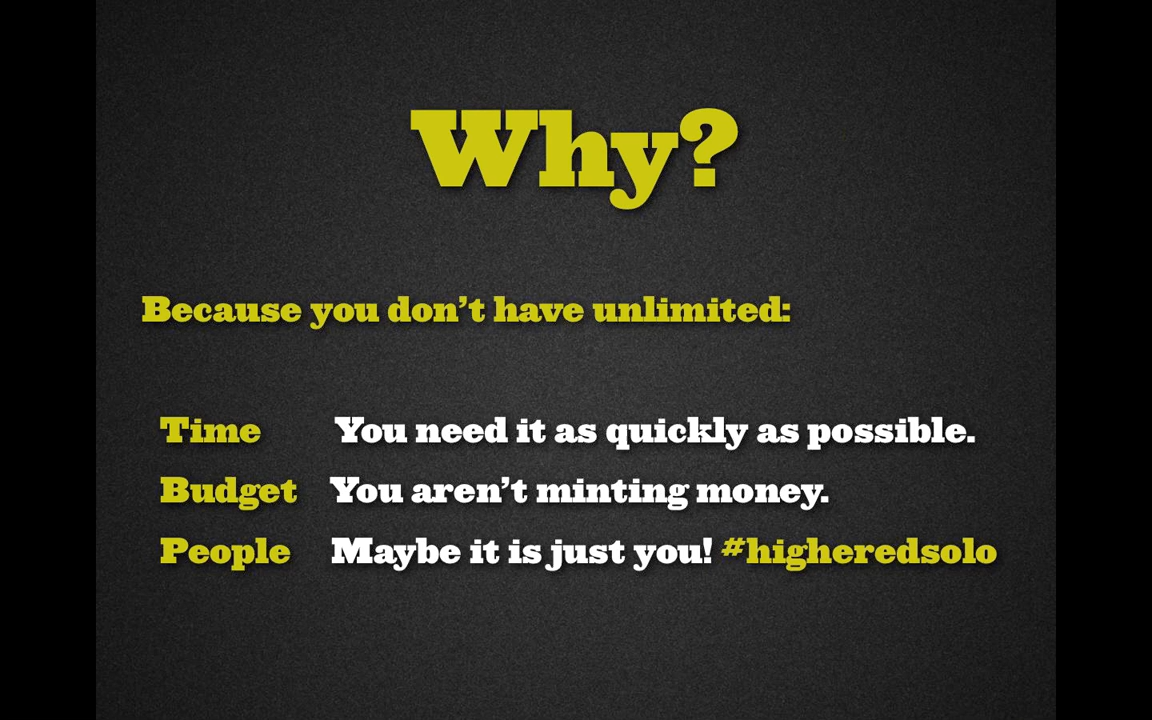 Why?
Because you don’t have unlimited:
Time You need it as quickly as possible.
Budget You aren’t minting money.
People Maybe it is just you! #higheredsolo